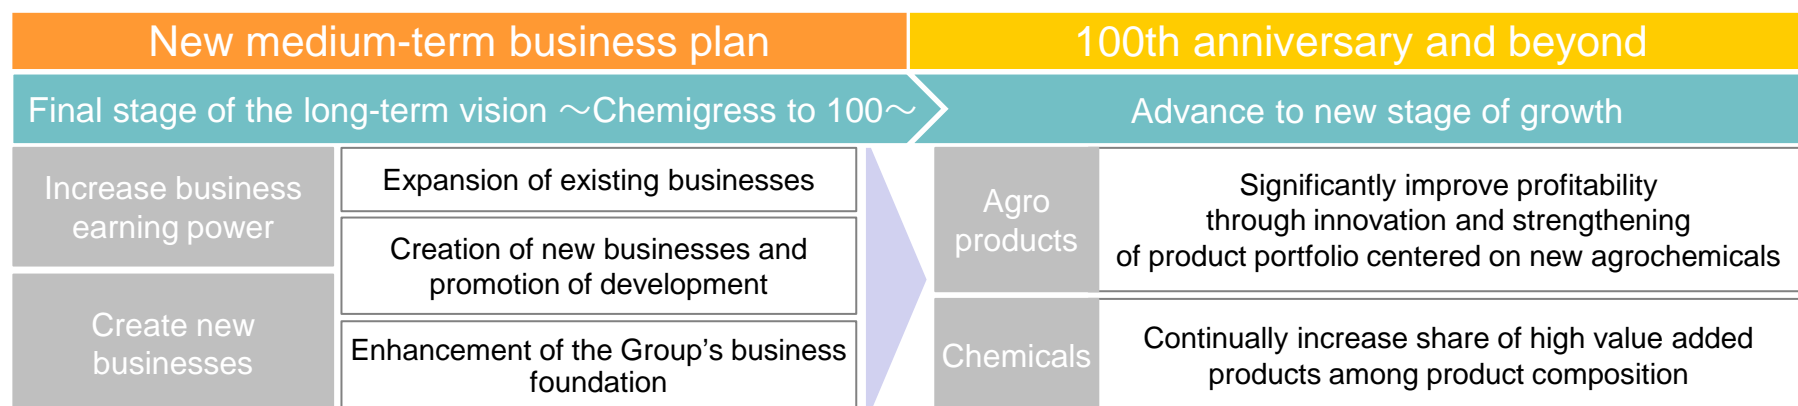 New medium-term business plan
100th anniversary and beyond
Final stage of the long-term vision ～Chemigress to 100～
Advance to new stage of growth
Increase business
earning power
Create new
businesses
Expansion of existing businesses
Creation of new businesses and
promotion of development
Enhancement of the Group’s business
foundation
Agro
products
Significantly improve profitability
through innovation and strengthening
of product portfolio centered on new agrochemicals
Chemicals
Continually increase share of high value added
products among product composition